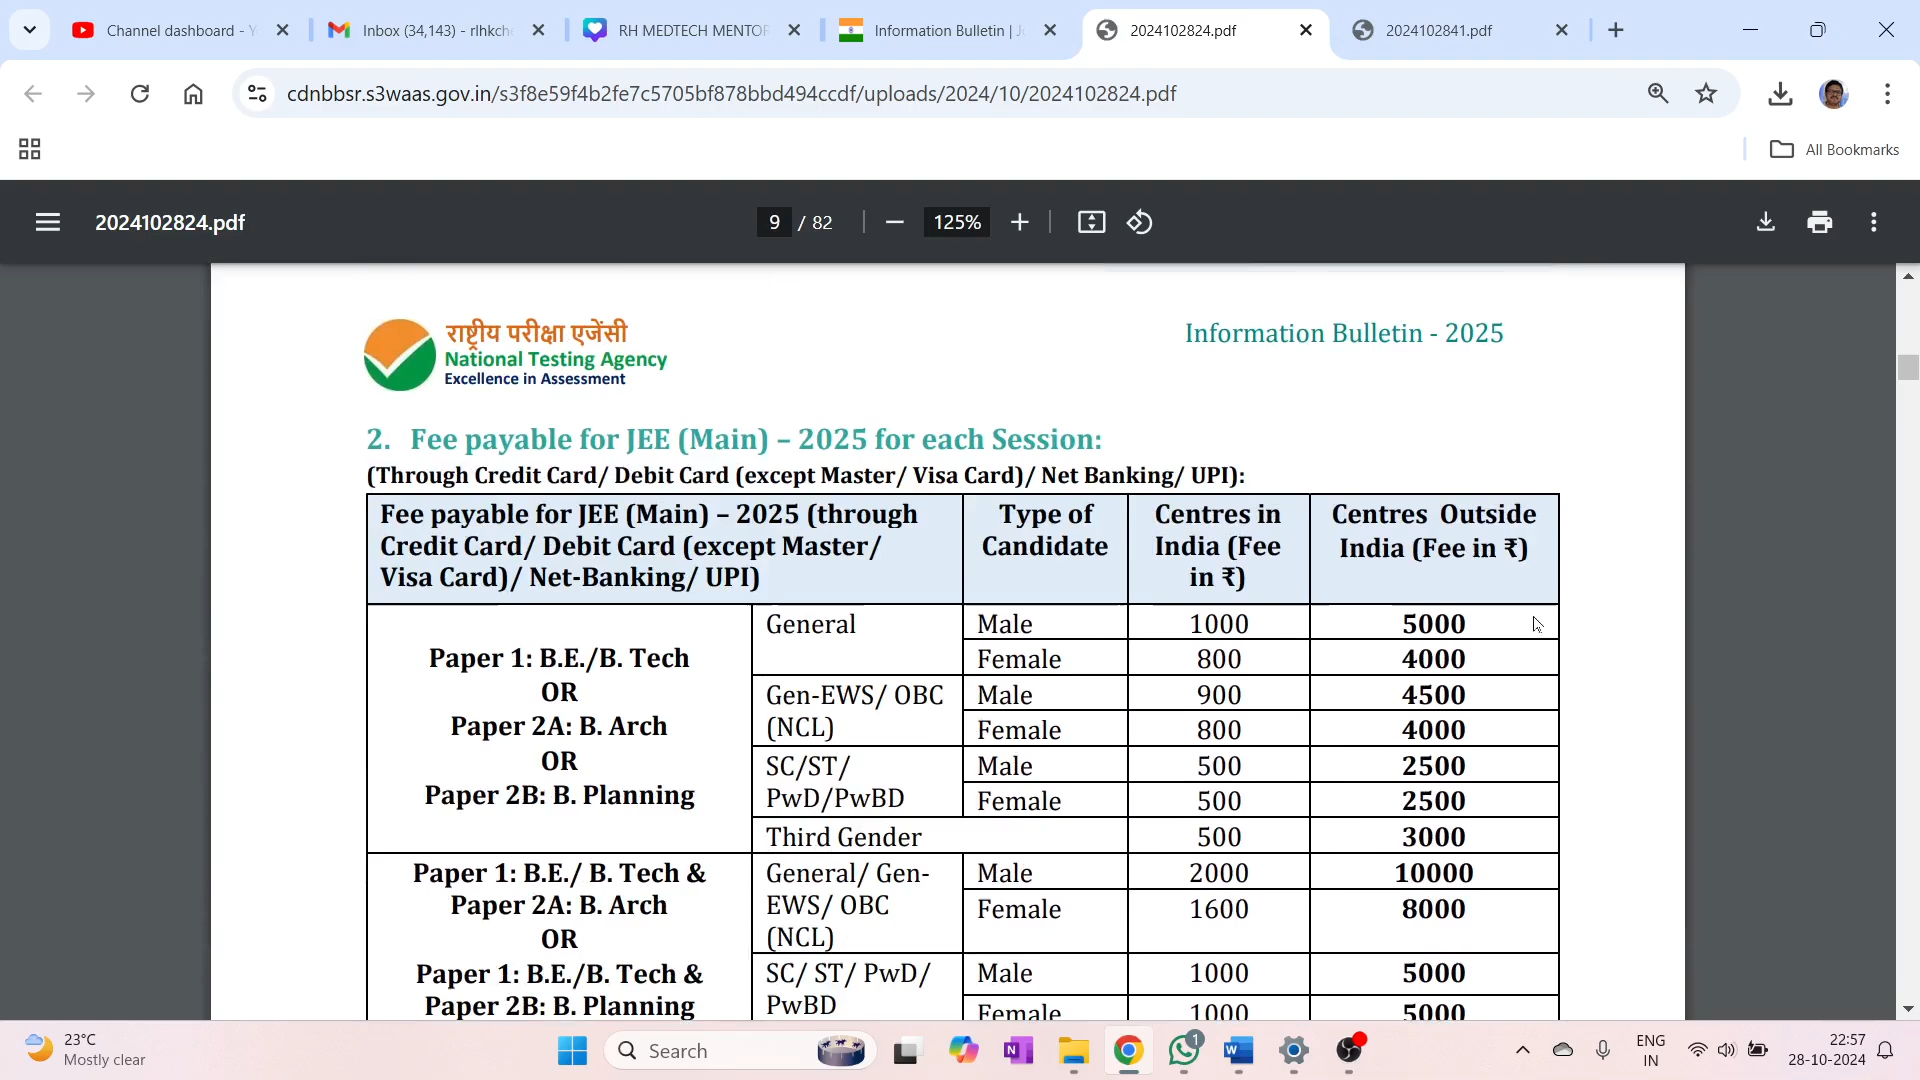 Channel dashboard - Y
Inbox (34,143) - rlhkch
RH MEDTECH MENTOR
Information Bulletin | Jo
2024102824.pdf
2024102841.pdf
cdnbbsr.s3waas.gov.in/s3f8e59f4b2fe7c5705bf878bbd494ccdf/uploads/2024/10/2024102824.pdf
All Bookmarks
2024102824.pdf
9 / 82
125%
राष्ट्रीय परीक्षा एजेंसी
National Testing Agency
Excellence in Assessment
Information Bulletin - 2025
2. Fee payable for JEE (Main) – 2025 for each Session:
(Through Credit Card/ Debit Card (except Master/ Visa Card)/ Net Banking/ UPI):
Fee payable for JEE (Main) – 2025 (through
Credit Card/ Debit Card (except Master/
Visa Card)/ Net-Banking/ UPI)
Type of
Candidate
Centres in
India (Fee
in ₹)
Centres Outside
India (Fee in ₹)
Paper 1: B.E./B. Tech
OR
Paper 2A: B. Arch
OR
Paper 2B: B. Planning
General
Male 1000 5000
Female 800 4000
Gen-EWS/ OBC
(NCL)
Male 900 4500
Female 800 4000
SC/ST/
PwD/PwBD
Male 500 2500
Female 500 2500
Third Gender 500 3000
Paper 1: B.E./ B. Tech &
Paper 2A: B. Arch
OR
Paper 1: B.E./B. Tech &
Paper 2B: B. Planning
General/ Gen-
EWS/ OBC
(NCL)
Male 2000 10000
Female 1600 8000
SC/ ST/ PwD/
PwBD
Male 1000 5000
Female 1000 5000
23°C
Mostly clear
Search
N
W
1
ENG
IN
22:57
28-10-2024